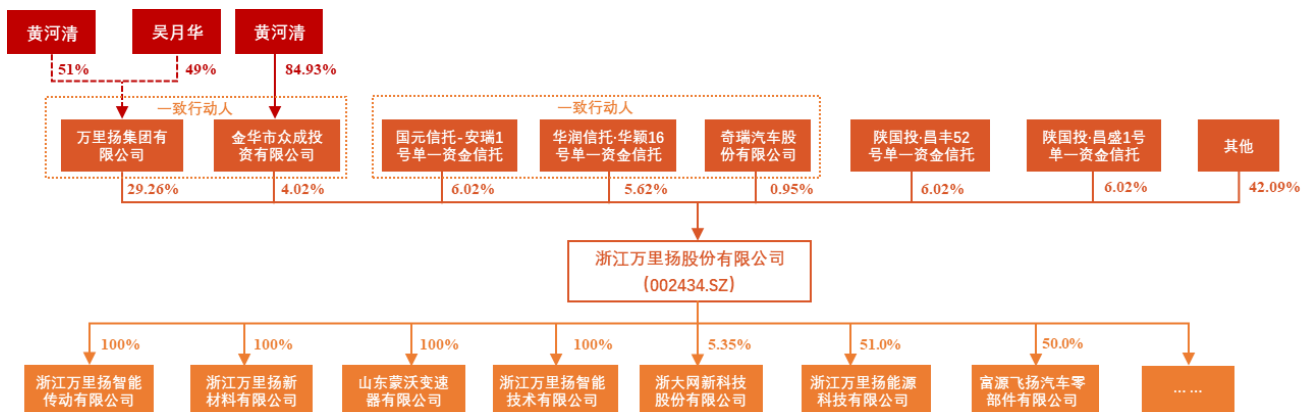 黄河清
吴月华
黄河清
51%
49%
84.93%
一致行动人
一致行动人
万里扬集团有
限公司
金华市众成投
资有限公司
国元信托-安瑞1
号单一资金信托
华润信托·华颖16
号单一资金信托
奇瑞汽车股
份有限公司
陕国投·昌丰52
号单一资金信托
陕国投·昌盛1号
单一资金信托
其他
29.26%
4.02%
6.02%
5.62%
0.95%
6.02%
6.02%
42.09%
浙江万里扬股份有限公司
(002434.SZ)
100%
100%
100%
100%
5.35%
51.0%
50.0%
浙江万里扬智能
传动有限公司
浙江万里扬新
材料有限公司
山东蒙沃变速
器有限公司
浙江万里扬智能
技术有限公司
浙大网新科技
股份有限公司
浙江万里扬能源
科技有限公司
富源飞扬汽车零
部件有限公司
... ...